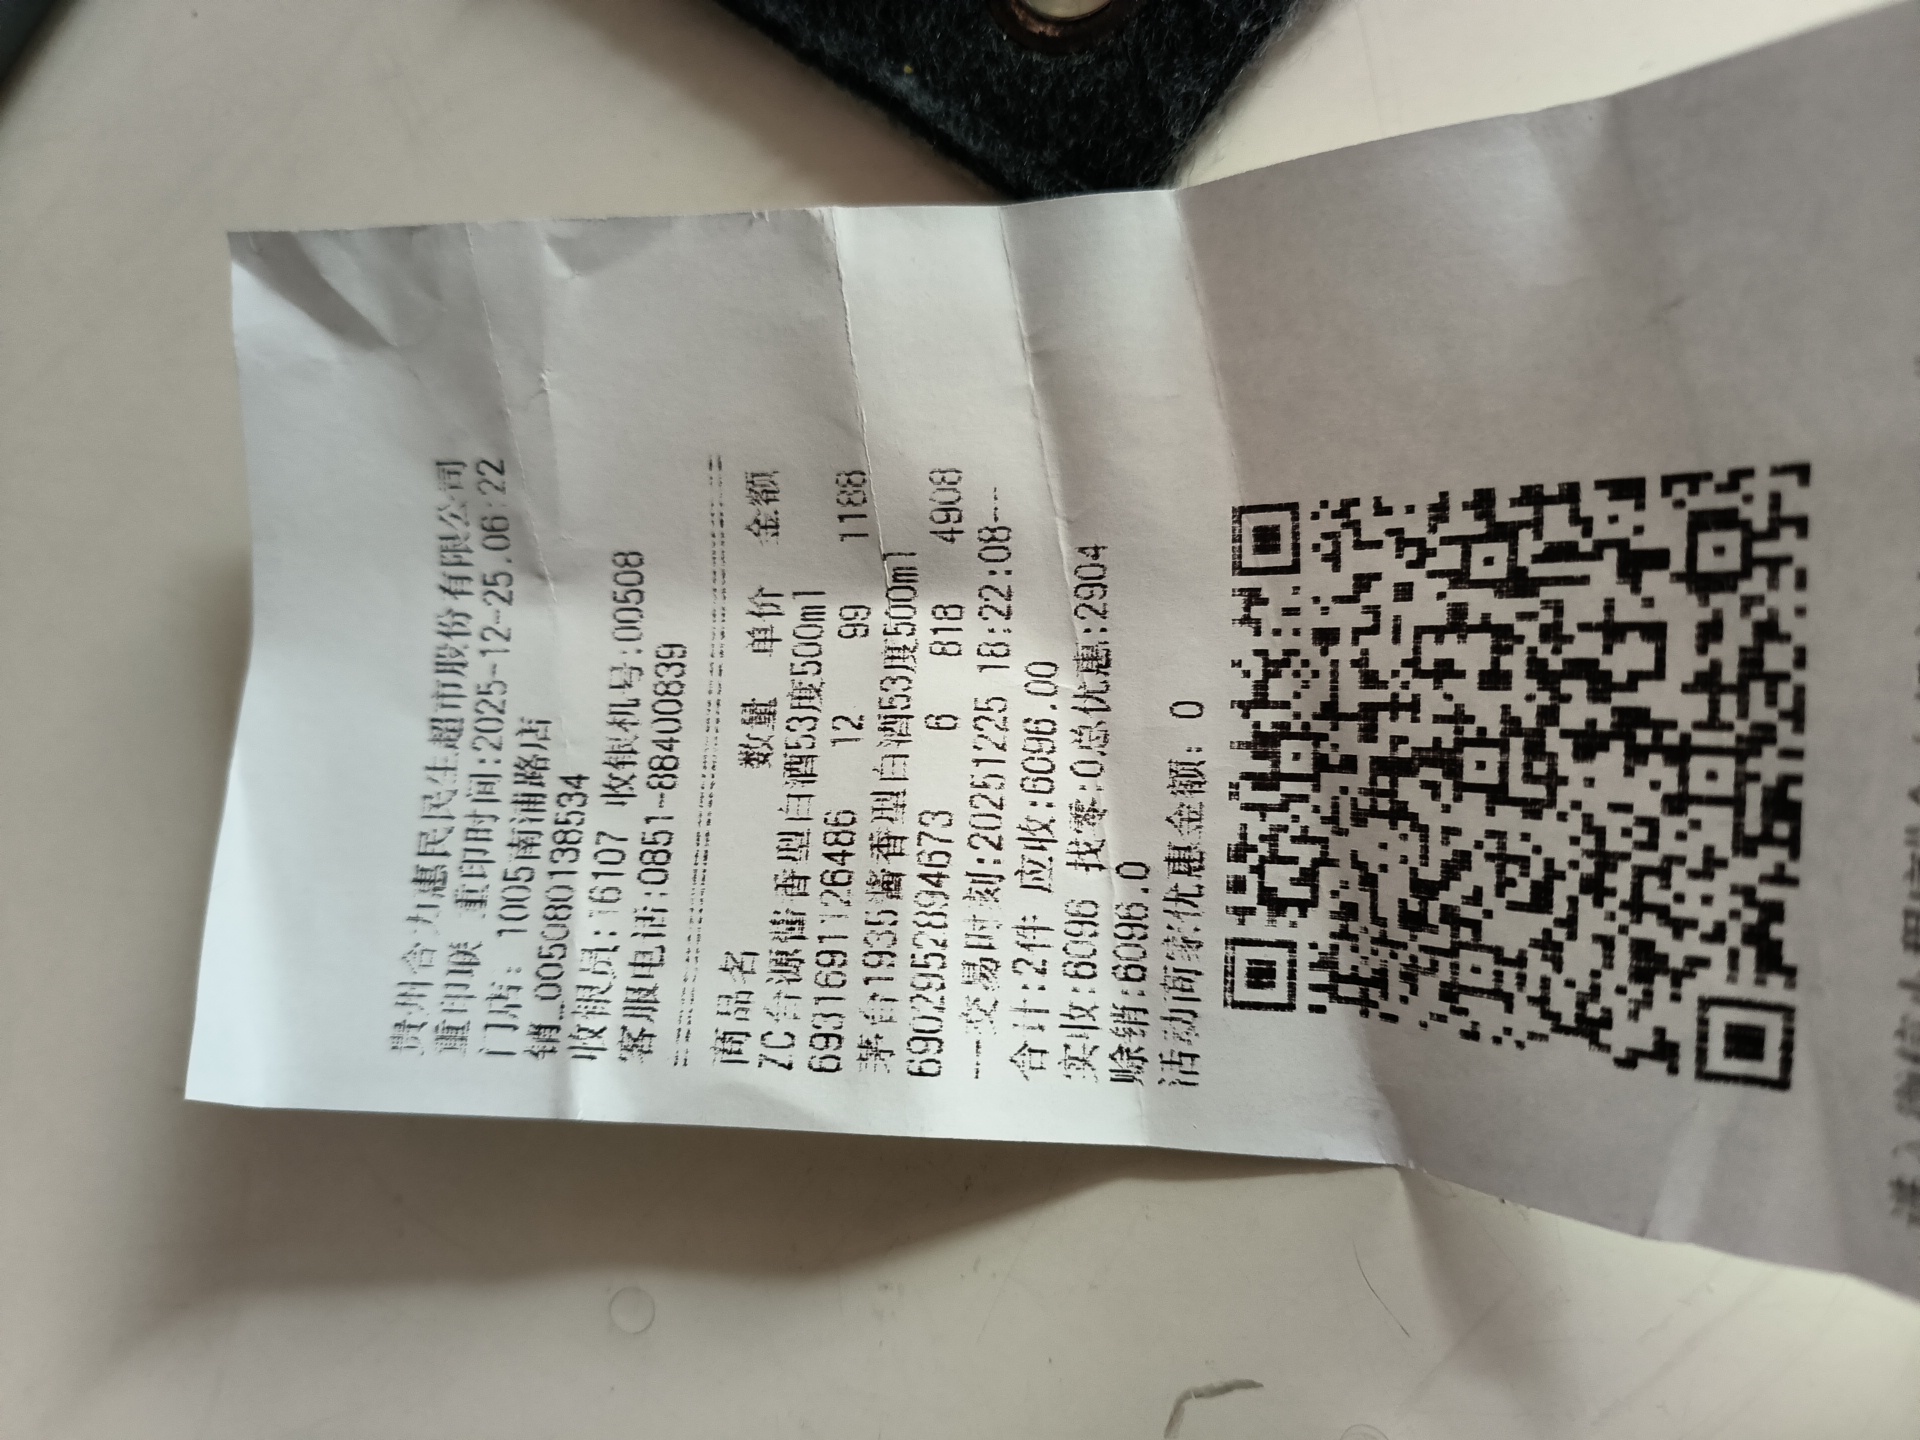 贵州合力惠民民生超市股份有限公司
重印联 重印时间:2025-12-25.06:22
门店: 1005南浦路店
销_005080138534
收银员:16107 收银机号:00508
客服电话:0851-88400839
商品名 数量 单价 金额
ZC台源酱香型白酒53度500ml
6931691126486 12 99 1188
茅台1935酱香型白酒53度500ml
6902952894673 6 818 4908
---交易时刻:20251225 18:22:08---
合计:2件 应收:6096.00
实收:6096 找零:0总优惠:2904
赊销:6096.0
活动商家优惠金额: 0